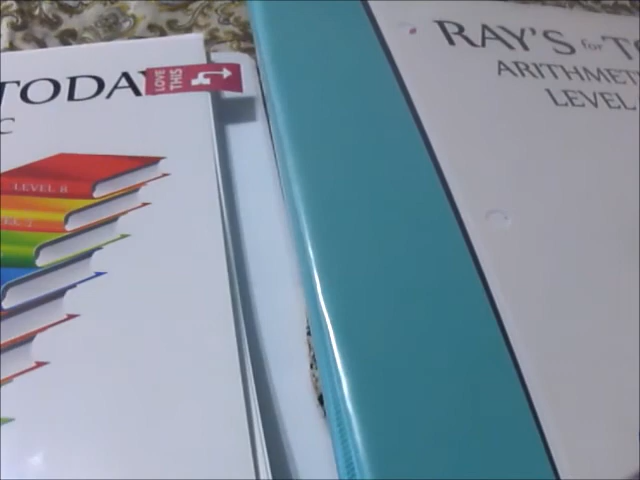 TODAY
C
LOVE
THIS
LEVEL 8
RAY'S for
ARITHMET
LEVEL